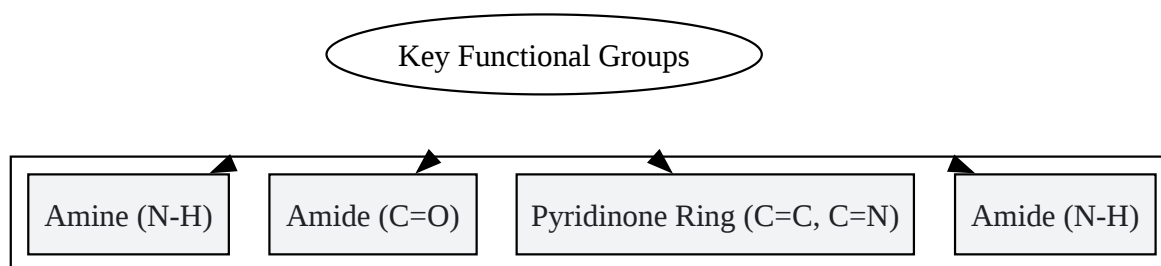 Key Functional Groups
Amine (N-H)
Amide (C=O)
Pyridinone Ring (C=C, C=N)
Amide (N-H)